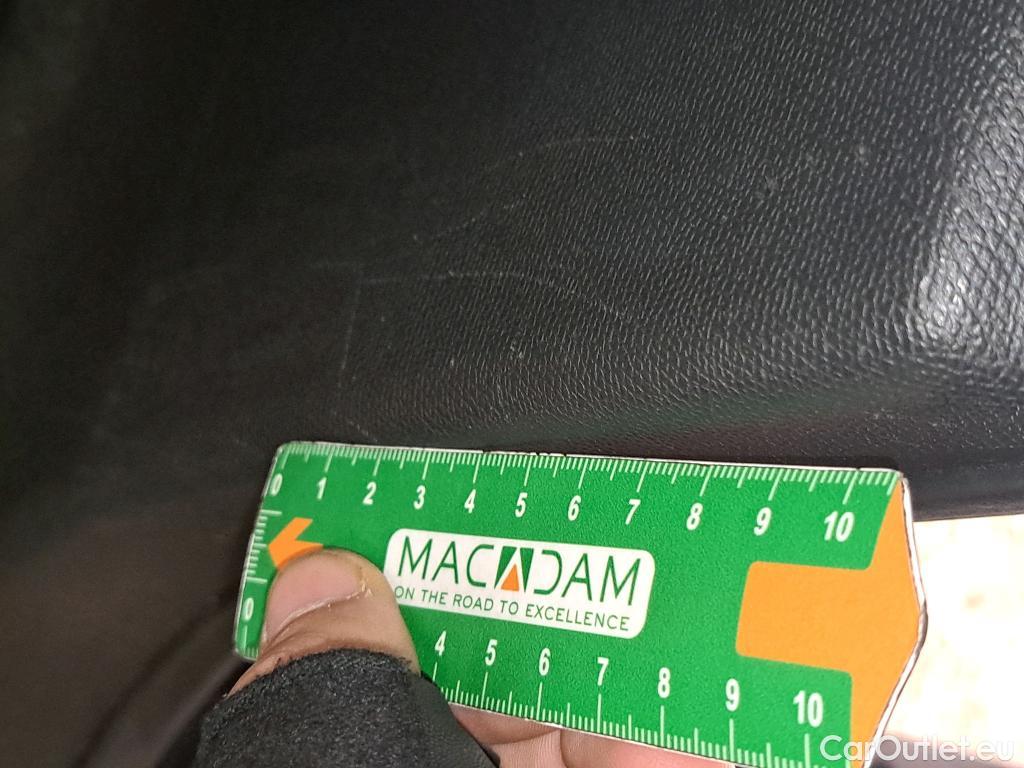 0 1 2 3 4 5 6 7 8 9 10
MACADAM
ON THE ROAD TO EXCELLENCE
0 4 5 6 7 8 9 10
CarOutlet.eu